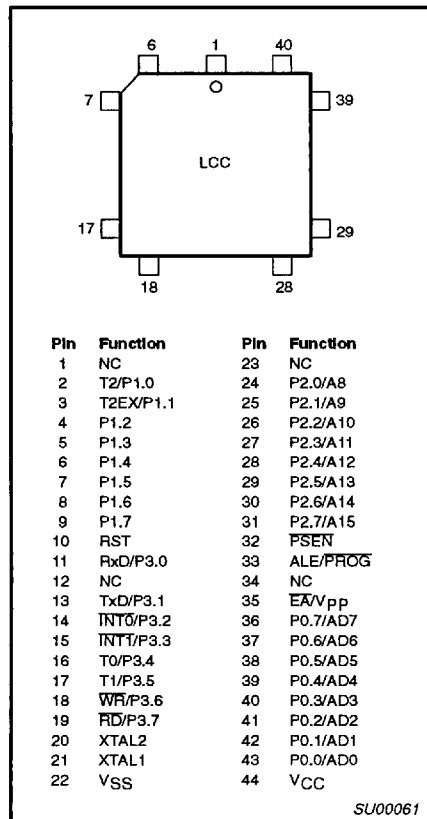 6 1 40
7 39
LCC
17 29
18 28
Pin Function Pin Function
1 NC 23 NC
2 T2/P1.0 24 P2.0/A8
3 T2EX/P1.1 25 P2.1/A9
4 P1.2 26 P2.2/A10
5 P1.3 27 P2.3/A11
6 P1.4 28 P2.4/A12
7 P1.5 29 P2.5/A13
8 P1.6 30 P2.6/A14
9 P1.7 31 P2.7/A15
10 RST 32 P̅S̅E̅N̅
11 RxD/P3.0 33 ALE/P̅R̅O̅G̅
12 NC 34 NC
13 TxD/P3.1 35 E̅A̅/VPP
14 I̅N̅T̅0̅/P3.2 36 P0.7/AD7
15 I̅N̅T̅1̅/P3.3 37 P0.6/AD6
16 T0/P3.4 38 P0.5/AD5
17 T1/P3.5 39 P0.4/AD4
18 W̅R̅/P3.6 40 P0.3/AD3
19 R̅D̅/P3.7 41 P0.2/AD2
20 XTAL2 42 P0.1/AD1
21 XTAL1 43 P0.0/AD0
22 VSS 44 VCC
SU00061